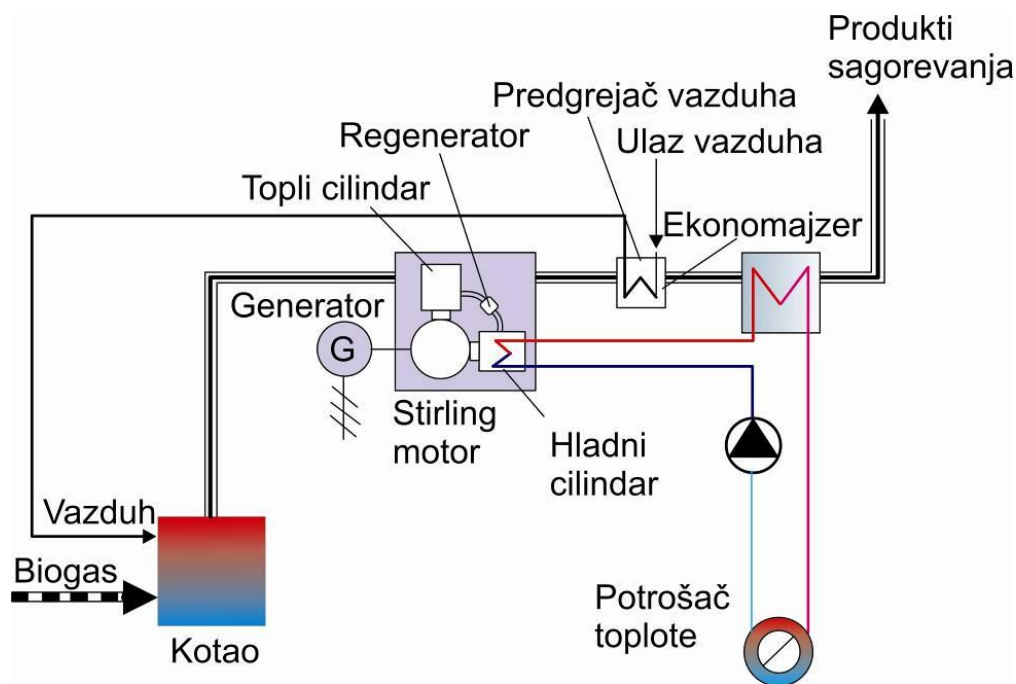 Produkti
sagorevanja
Predgrejač vazduha
Regenerator
Ulaz vazduha
Topli cilindar
Ekonomajzer
Generator
G
Stirling
motor
Hladni
cilindar
Vazduh
Biogas
Kotao
Potrošač
toplote